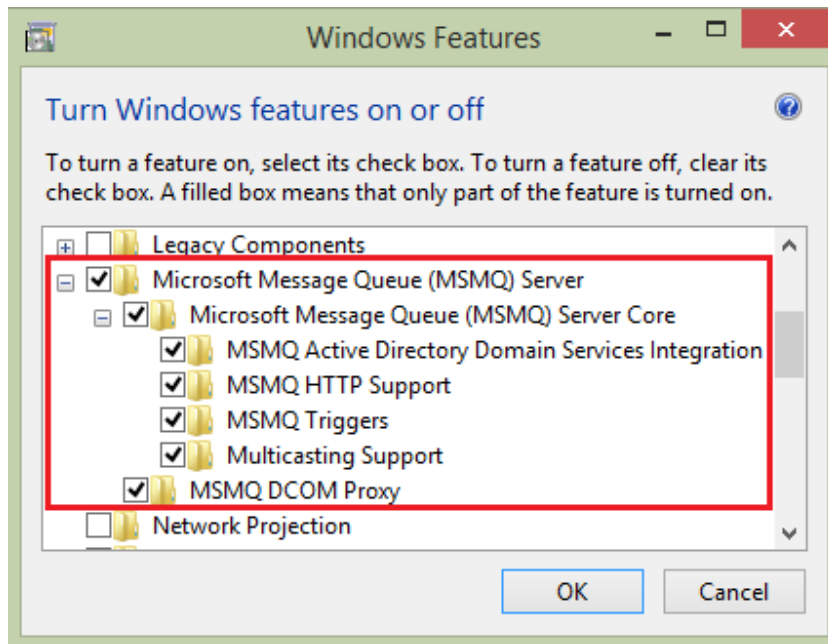 Windows Features
Turn Windows features on or off
To turn a feature on, select its check box. To turn a feature off, clear its
check box. A filled box means that only part of the feature is turned on.
Legacy Components
Microsoft Message Queue (MSMQ) Server
Microsoft Message Queue (MSMQ) Server Core
MSMQ Active Directory Domain Services Integration
MSMQ HTTP Support
MSMQ Triggers
Multicasting Support
MSMQ DCOM Proxy
Network Projection
OK Cancel